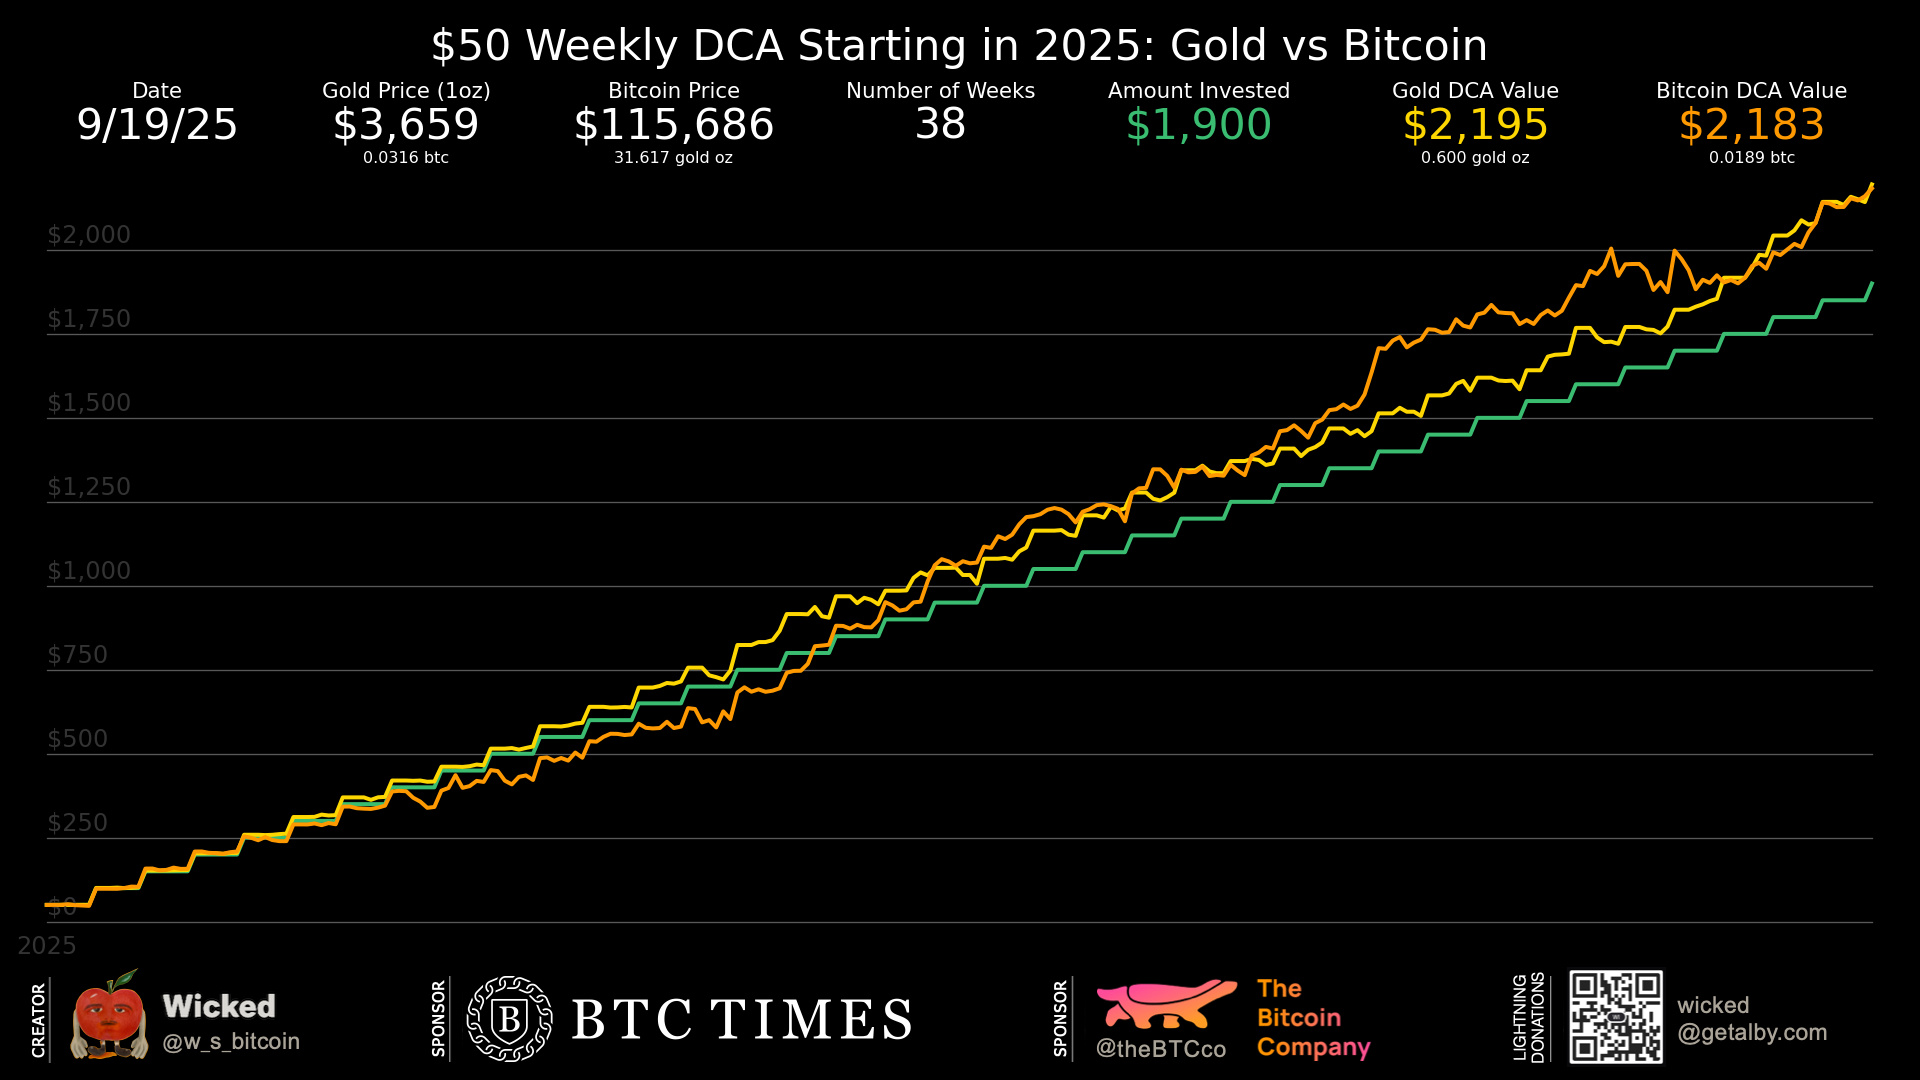 $50 Weekly DCA Starting in 2025: Gold vs Bitcoin
Date
9/19/25
Gold Price (1oz)
$3,659
0.0316 btc
Bitcoin Price
$115,686
31.617 gold oz
Number of Weeks
38
Amount Invested
$1,900
Gold DCA Value
$2,195
0.600 gold oz
Bitcoin DCA Value
$2,183
0.0189 btc
$2,000
$1,750
$1,500
$1,250
$1,000
$750
$500
$250
$0
2025
CREATOR
Wicked
@w_s_bitcoin
SPONSOR
B
BTC TIMES
SPONSOR
@theBTCco
The
Bitcoin
Company
LIGHTNING
DONATIONS
wicked
@getalby.com